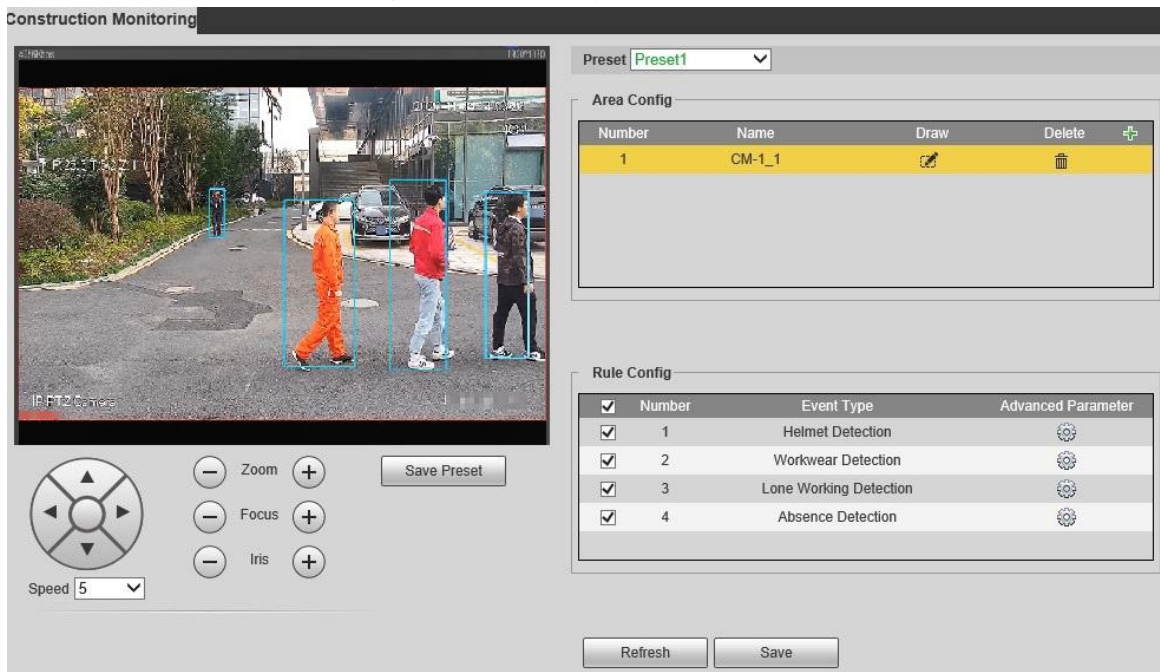 Construction Monitoring
Preset Preset1
Area Config
Number Name Draw Delete
1 CM-1_1
IP PTZ Camera
Rule Config
Number Event Type Advanced Parameter
1 Helmet Detection
2 Workwear Detection
3 Lone Working Detection
4 Absence Detection
Zoom
Save Preset
Focus
Iris
Speed 5
Refresh Save